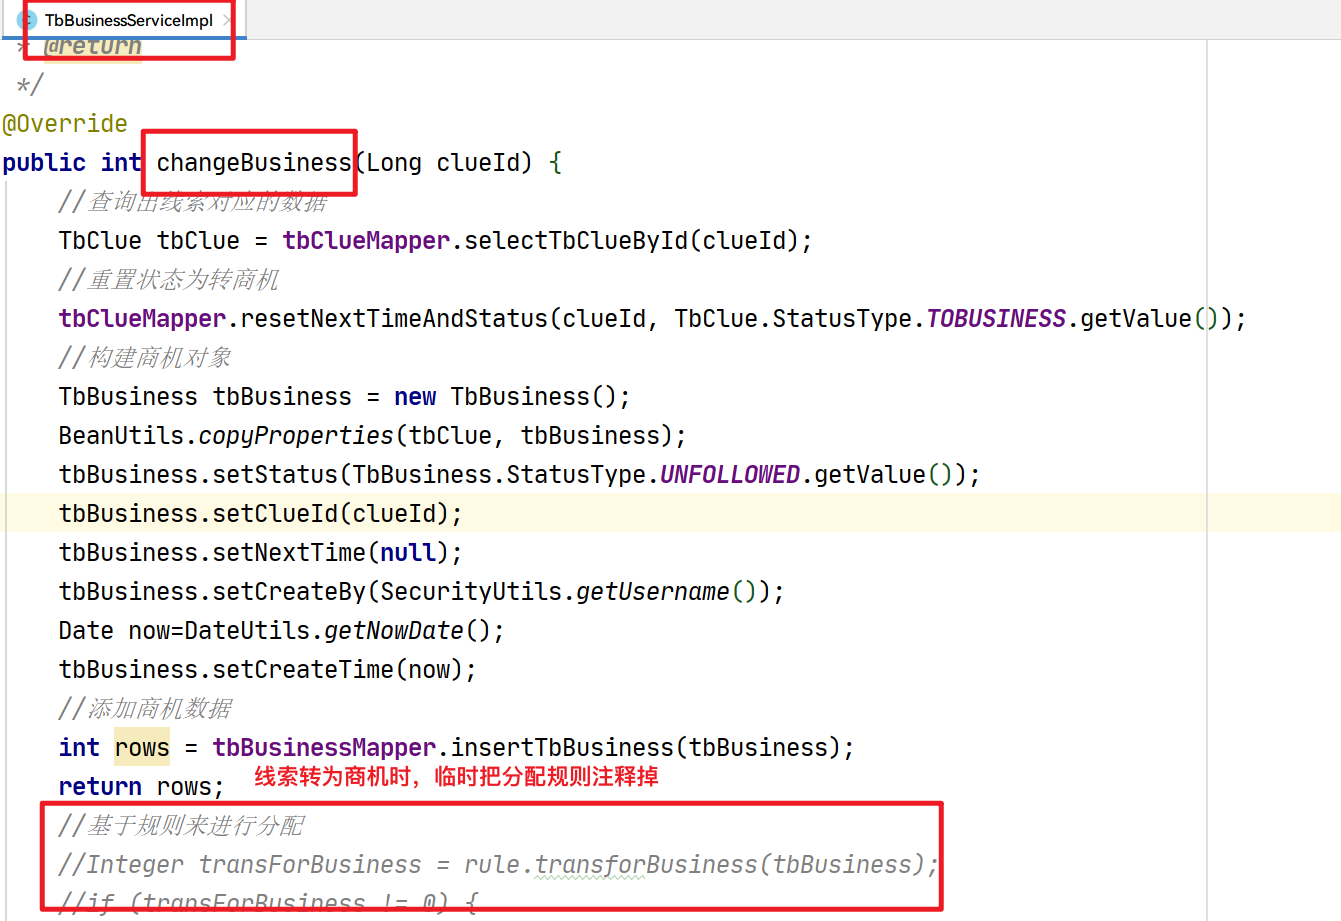 TbBusinessServiceImpl
* @return
*/
@Override
public int changeBusiness(Long clueId) {
//查询出线索对应的数据
TbClue tbClue = tbClueMapper.selectTbClueById(clueId);
//重置状态为转商机
tbClueMapper.resetNextTimeAndStatus(clueId, TbClue.StatusType.TOBUSINESS.getValue());
//构建商机对象
TbBusiness tbBusiness = new TbBusiness();
BeanUtils.copyProperties(tbClue, tbBusiness);
tbBusiness.setStatus(TbBusiness.StatusType.UNFOLLOWED.getValue());
tbBusiness.setClueId(clueId);
tbBusiness.setNextTime(null);
tbBusiness.setCreateBy(SecurityUtils.getUsername());
Date now=DateUtils.getNowDate();
tbBusiness.setCreateTime(now);
//添加商机数据
int rows = tbBusinessMapper.insertTbBusiness(tbBusiness);
return rows; 线索转为商机时，临时把分配规则注释掉
//基于规则来进行分配
//Integer transForBusiness = rule.transforBusiness(tbBusiness);
//if (transForBusiness != 0) {